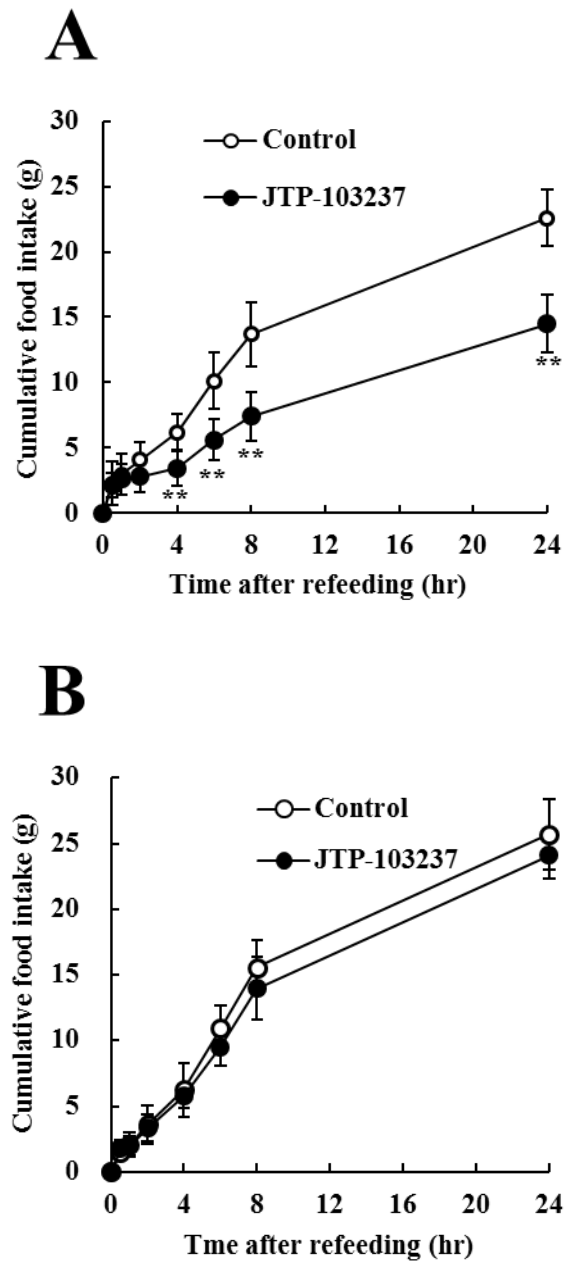 A
30
25
20
15
10
5
0
Cumulative food intake (g)
Control
JTP-103237
** ** ** **
0 4 8 12 16 20 24
Time after refeeding (hr)
B
30
25
20
15
10
5
0
Cumulative food intake (g)
Control
JTP-103237
0 4 8 12 16 20 24
Tme after refeeding (hr)